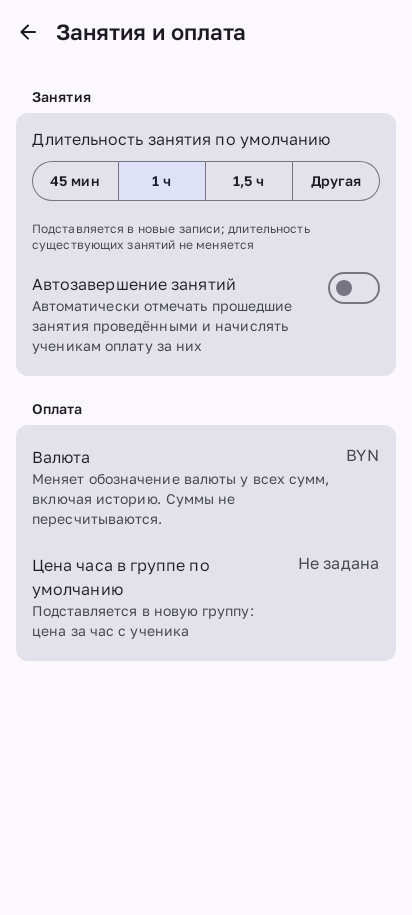 Занятия и оплата
Занятия
Длительность занятия по умолчанию
45 мин
1 ч
1,5 ч
Другая
Подставляется в новые записи; длительность
существующих занятий не меняется
Автозавершение занятий
Автоматически отмечать прошедшие
занятия проведёнными и начислять
ученикам оплату за них
Оплата
Валюта
BYN
Меняет обозначение валюты у всех сумм,
включая историю. Суммы не
пересчитываются.
Цена часа в группе по
умолчанию
Не задана
Подставляется в новую группу:
цена за час с ученика